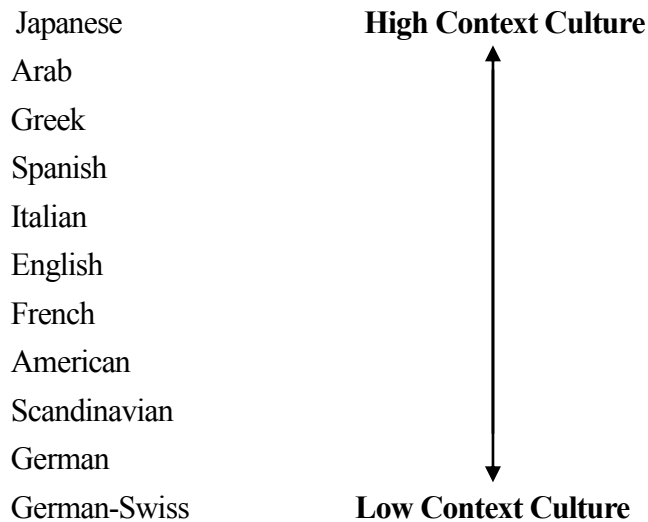 Japanese High Context Culture
Arab
Greek
Spanish
Italian
English
French
American
Scandinavian
German
German-Swiss Low Context Culture